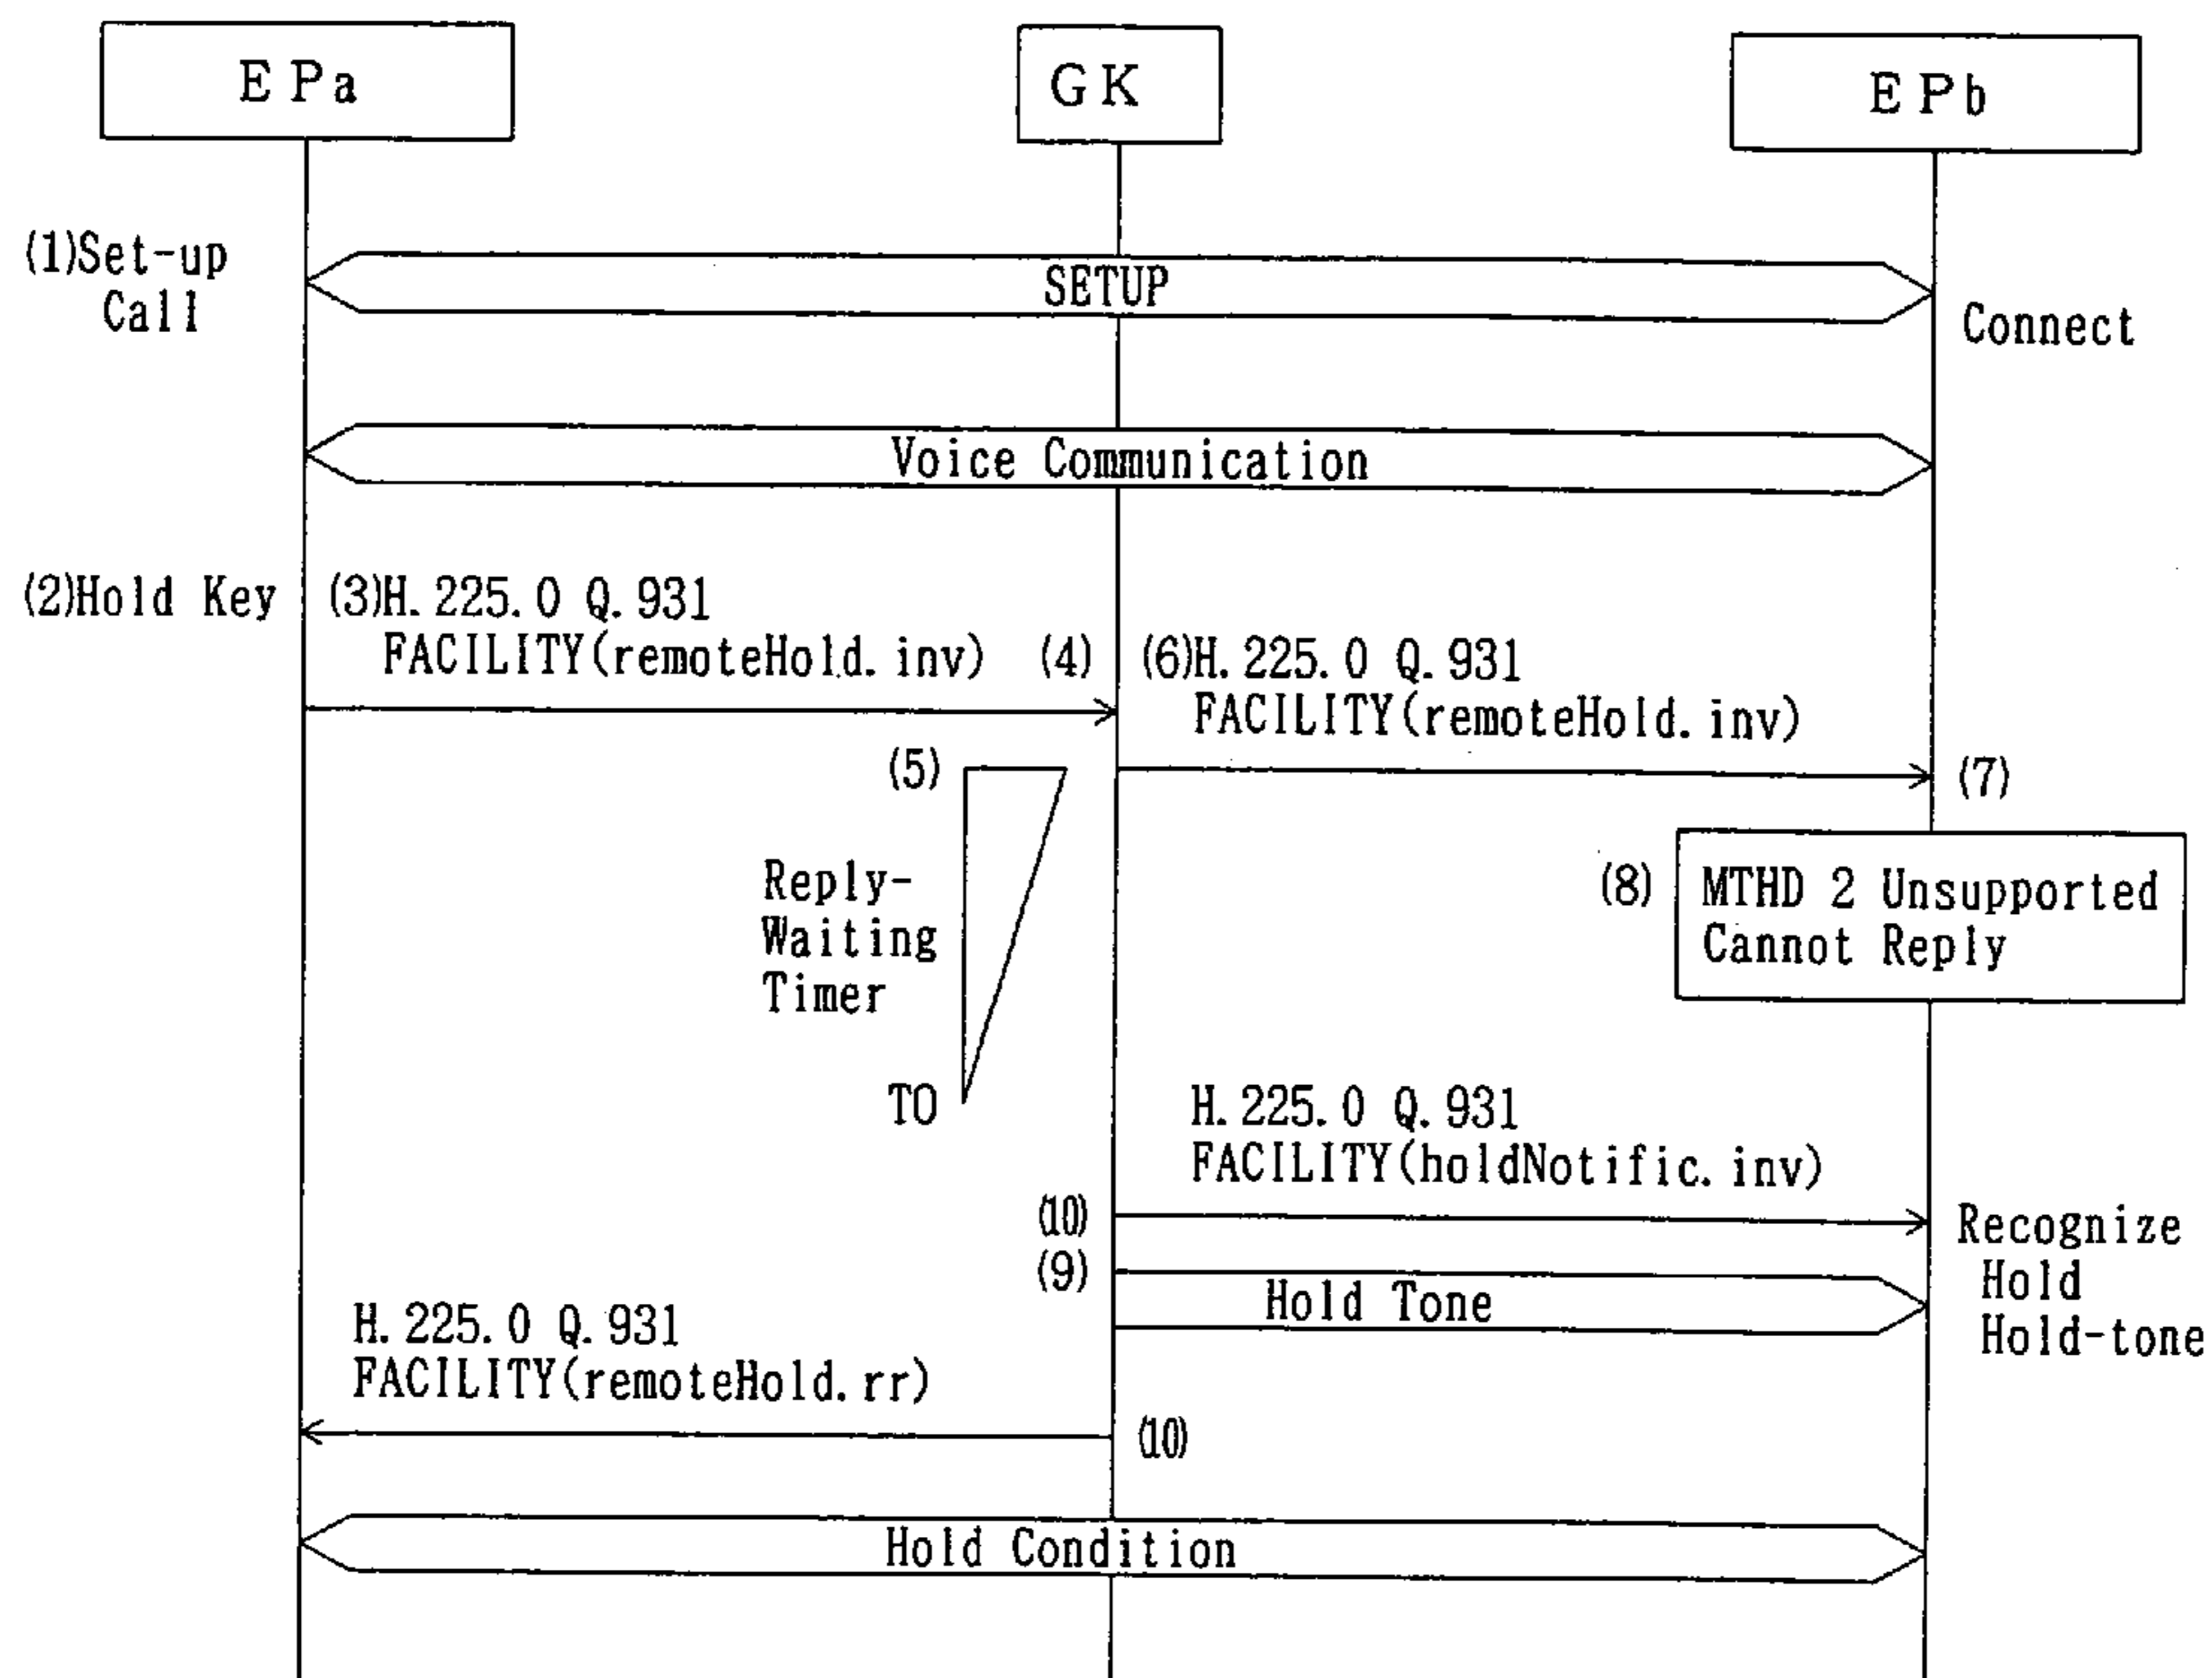 EPa
GK
EPb
(1)Set-up
Call
SETUP
Connect
Voice Communication
(2)Hold Key
(3)H.225.0 Q.931
FACILITY(remoteHold.inv)
(4)
(6)H.225.0 Q.931
FACILITY(remoteHold.inv)
(5)
(7)
Reply-
Waiting
Timer
TO
(8)
MTHD 2 Unsupported
Cannot Reply
H.225.0 Q.931
FACILITY(holdNotific.inv)
(10)
Recognize
Hold
Hold-tone
(9)
Hold Tone
H.225.0 Q.931
FACILITY(remoteHold.rr)
(10)
Hold Condition